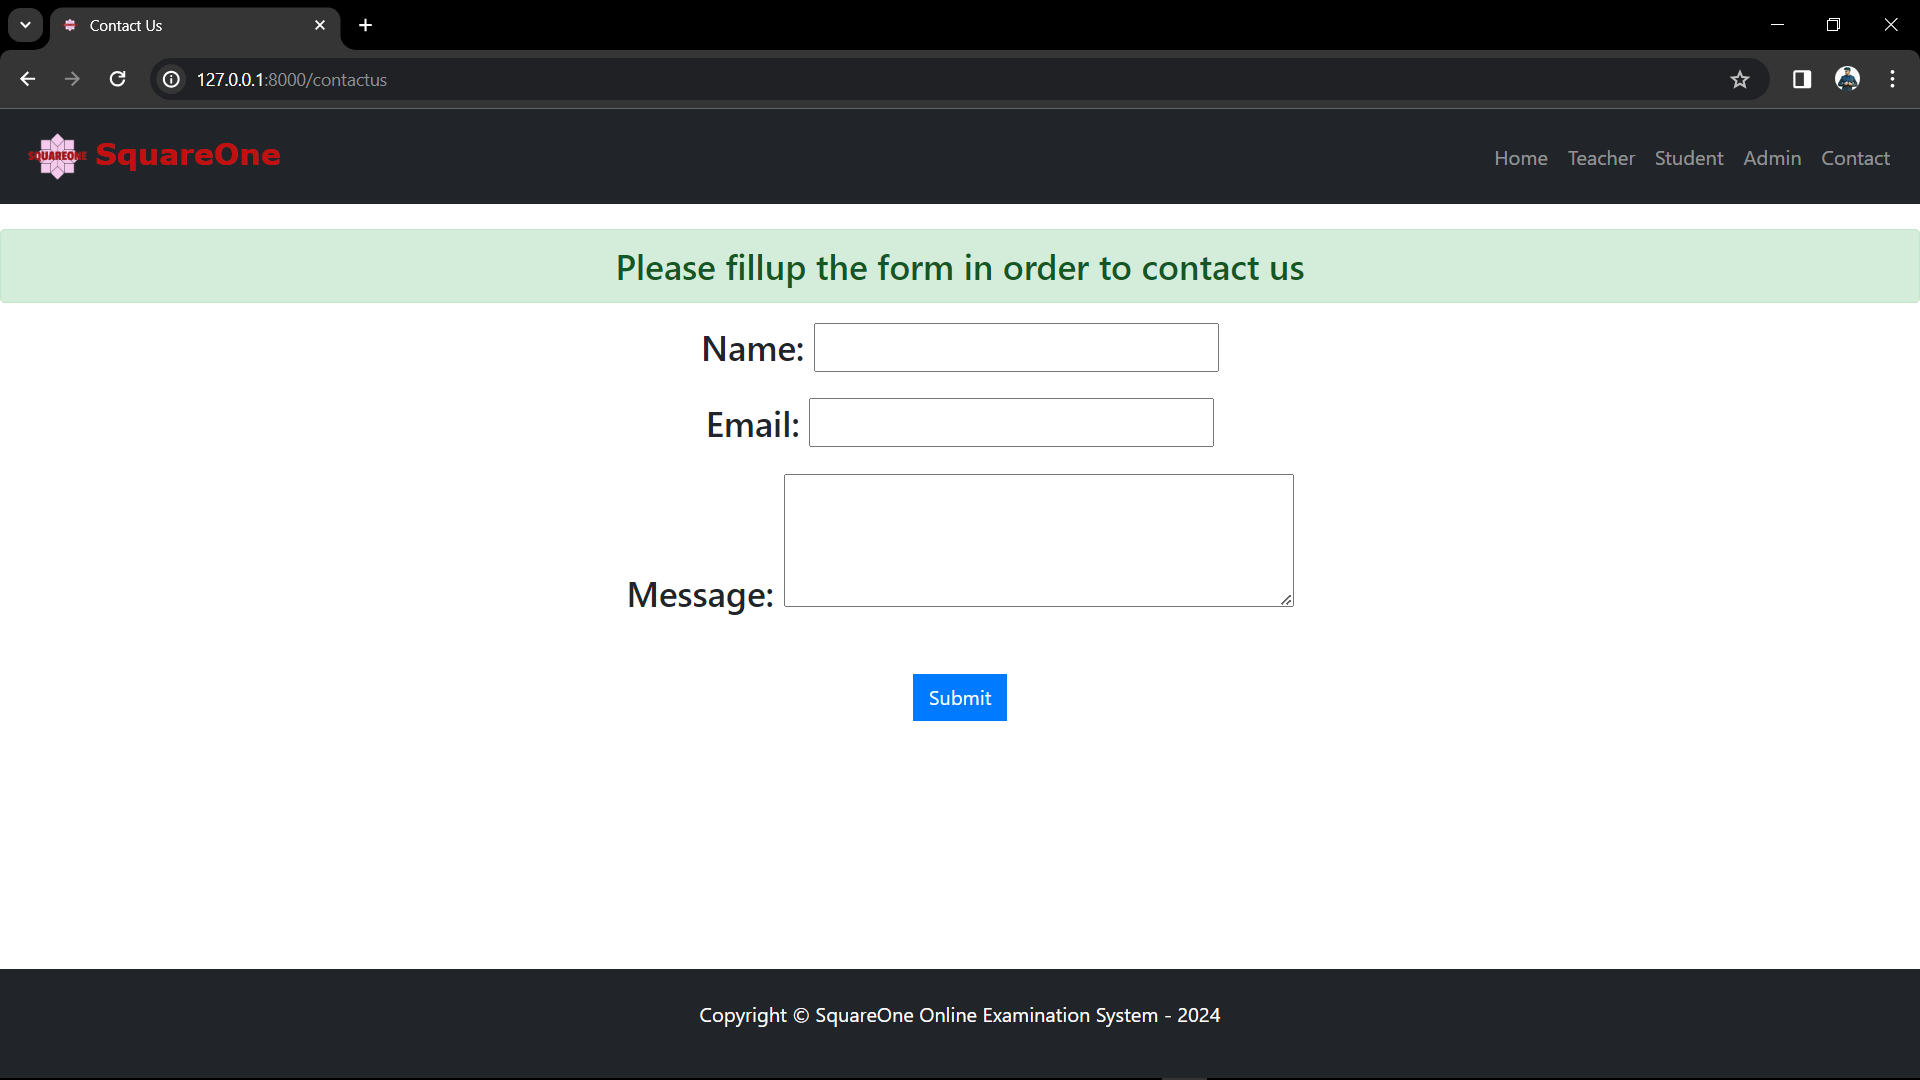 Contact Us
127.0.0.1:8000/contactus
SQUAREONE SquareOne
Home Teacher Student Admin Contact
Please fillup the form in order to contact us
Name:
Email:
Message:
Submit
Copyright © SquareOne Online Examination System - 2024